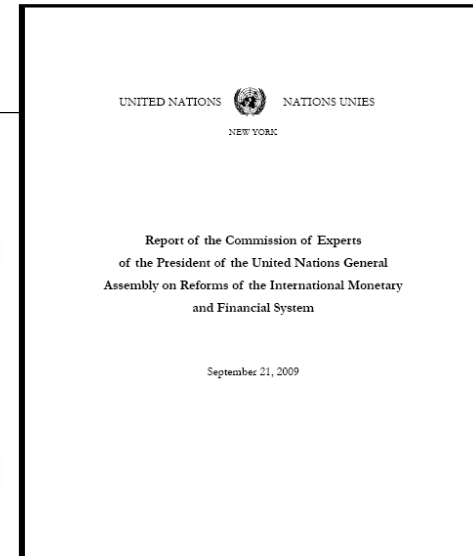 UNITED NATIONS NATIONS UNIES
NEW YORK
Report of the Commission of Experts
of the President of the United Nations General
Assembly on Reforms of the International Monetary
and Financial System
September 21, 2009